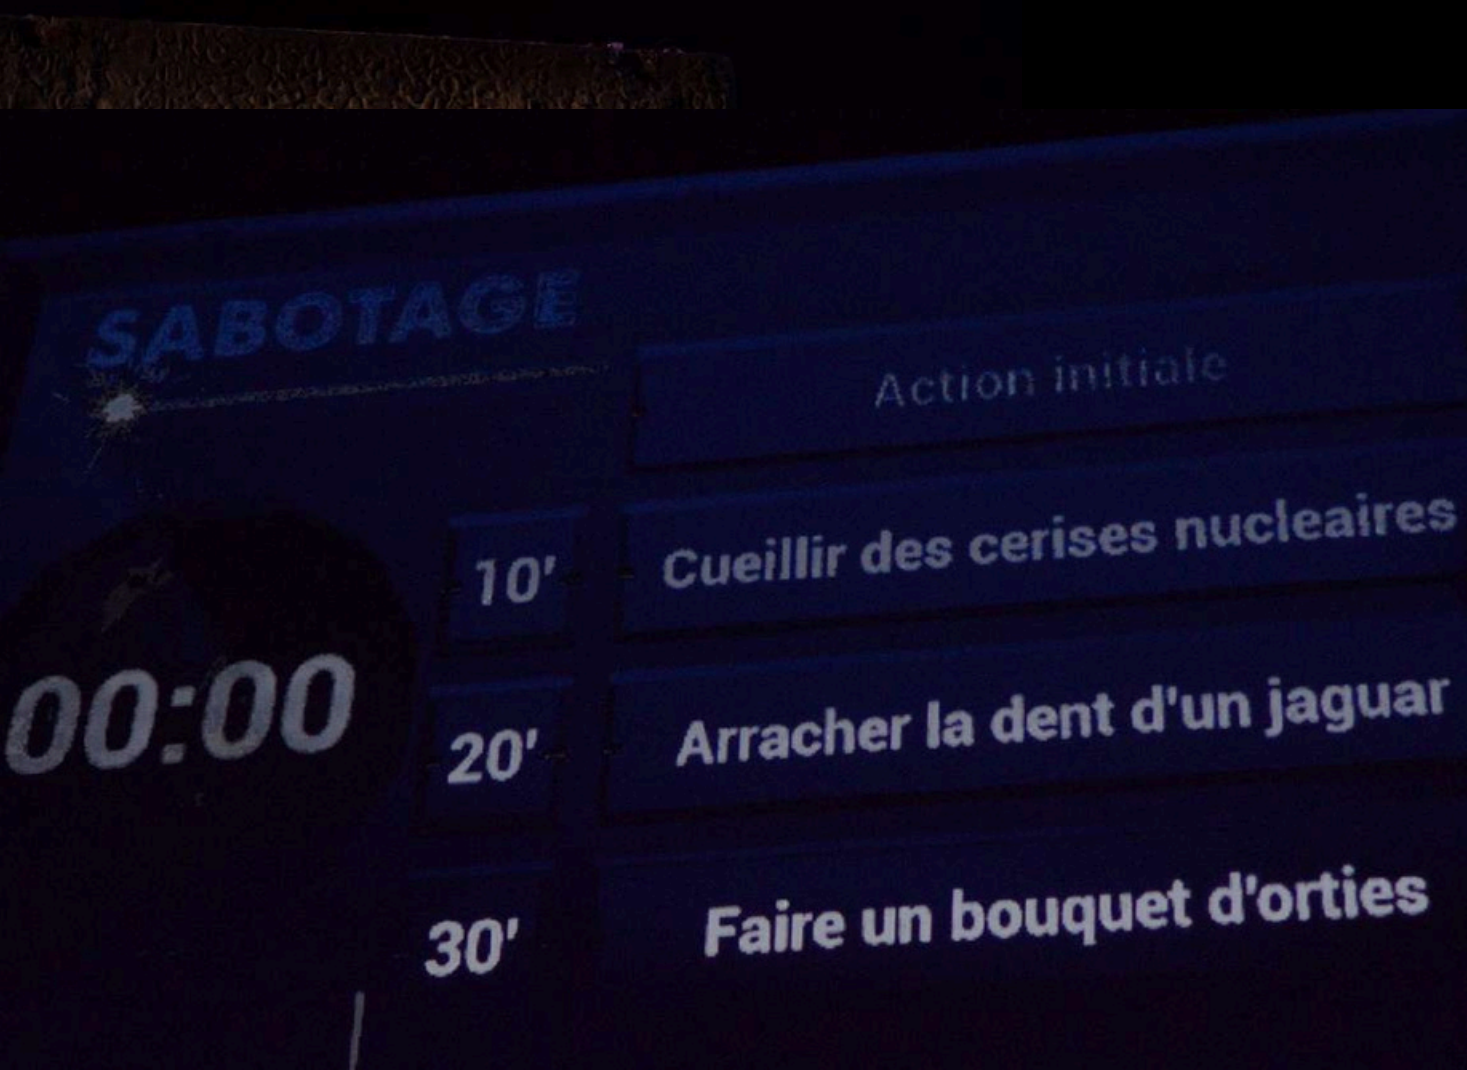 SABOTAGE
Action initiale
10' Cueillir des cerises nucleaires
00:00
20' Arracher la dent d'un jaguar
30' Faire un bouquet d'orties